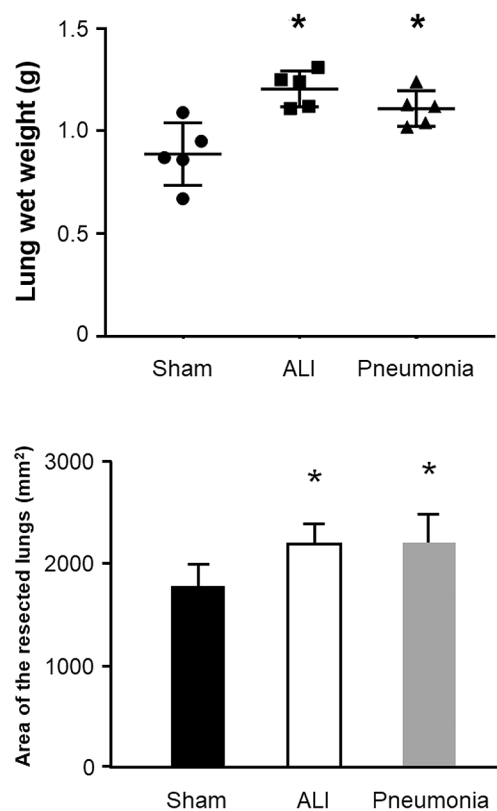 Lung wet weight (g)
1.5
1.0
0.5
0
*
*
Sham
ALI
Pneumonia
Area of the resected lungs (mm²)
3000
2000
1000
0
*
*
Sham
ALI
Pneumonia